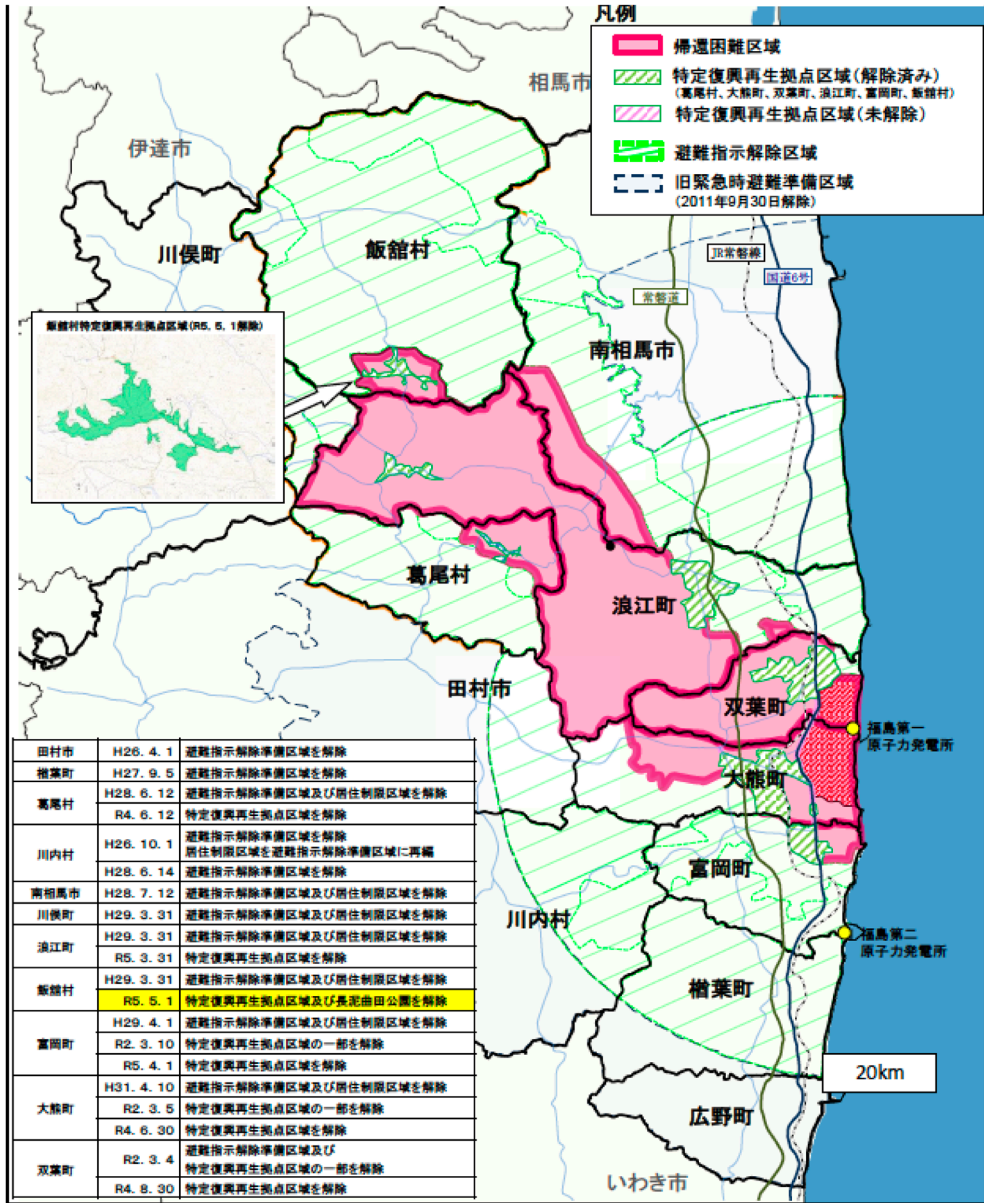 凡例
帰還困難区域
特定復興再生拠点区域(解除済み)
(葛尾村、大熊町、双葉町、浪江町、富岡町、飯舘村)
特定復興再生拠点区域(未解除)
避難指示解除区域
旧緊急時避難準備区域
(2011年9月30日解除)
相馬市
伊達市
川俣町
飯舘村
JR常磐線
国道6号
常磐道
南相馬市
飯舘村特定復興再生拠点区域(R5.5.1解除)
葛尾村
浪江町
田村市
双葉町
福島第一
原子力発電所
大熊町
富岡町
川内村
福島第二
原子力発電所
楢葉町
20km
広野町
いわき市
田村市 H26.4.1 避難指示解除準備区域を解除
楢葉町 H27.9.5 避難指示解除準備区域を解除
葛尾村 H28.6.12 避難指示解除準備区域及び居住制限区域を解除
R4.6.12 特定復興再生拠点区域を解除
川内村 H26.10.1 避難指示解除準備区域を解除
居住制限区域を避難指示解除準備区域に再編
H28.6.14 避難指示解除準備区域を解除
南相馬市 H28.7.12 避難指示解除準備区域及び居住制限区域を解除
川俣町 H29.3.31 避難指示解除準備区域及び居住制限区域を解除
浪江町 H29.3.31 避難指示解除準備区域及び居住制限区域を解除
R5.3.31 特定復興再生拠点区域を解除
飯舘村 H29.3.31 避難指示解除準備区域及び居住制限区域を解除
R5.5.1 特定復興再生拠点区域及び長泥曲田公園を解除
富岡町 H29.4.1 避難指示解除準備区域及び居住制限区域を解除
R2.3.10 特定復興再生拠点区域の一部を解除
R5.4.1 特定復興再生拠点区域を解除
大熊町 H31.4.10 避難指示解除準備区域及び居住制限区域を解除
R2.3.5 特定復興再生拠点区域の一部を解除
R4.6.30 特定復興再生拠点区域を解除
双葉町 R2.3.4 避難指示解除準備区域及び
特定復興再生拠点区域の一部を解除
R4.8.30 特定復興再生拠点区域を解除